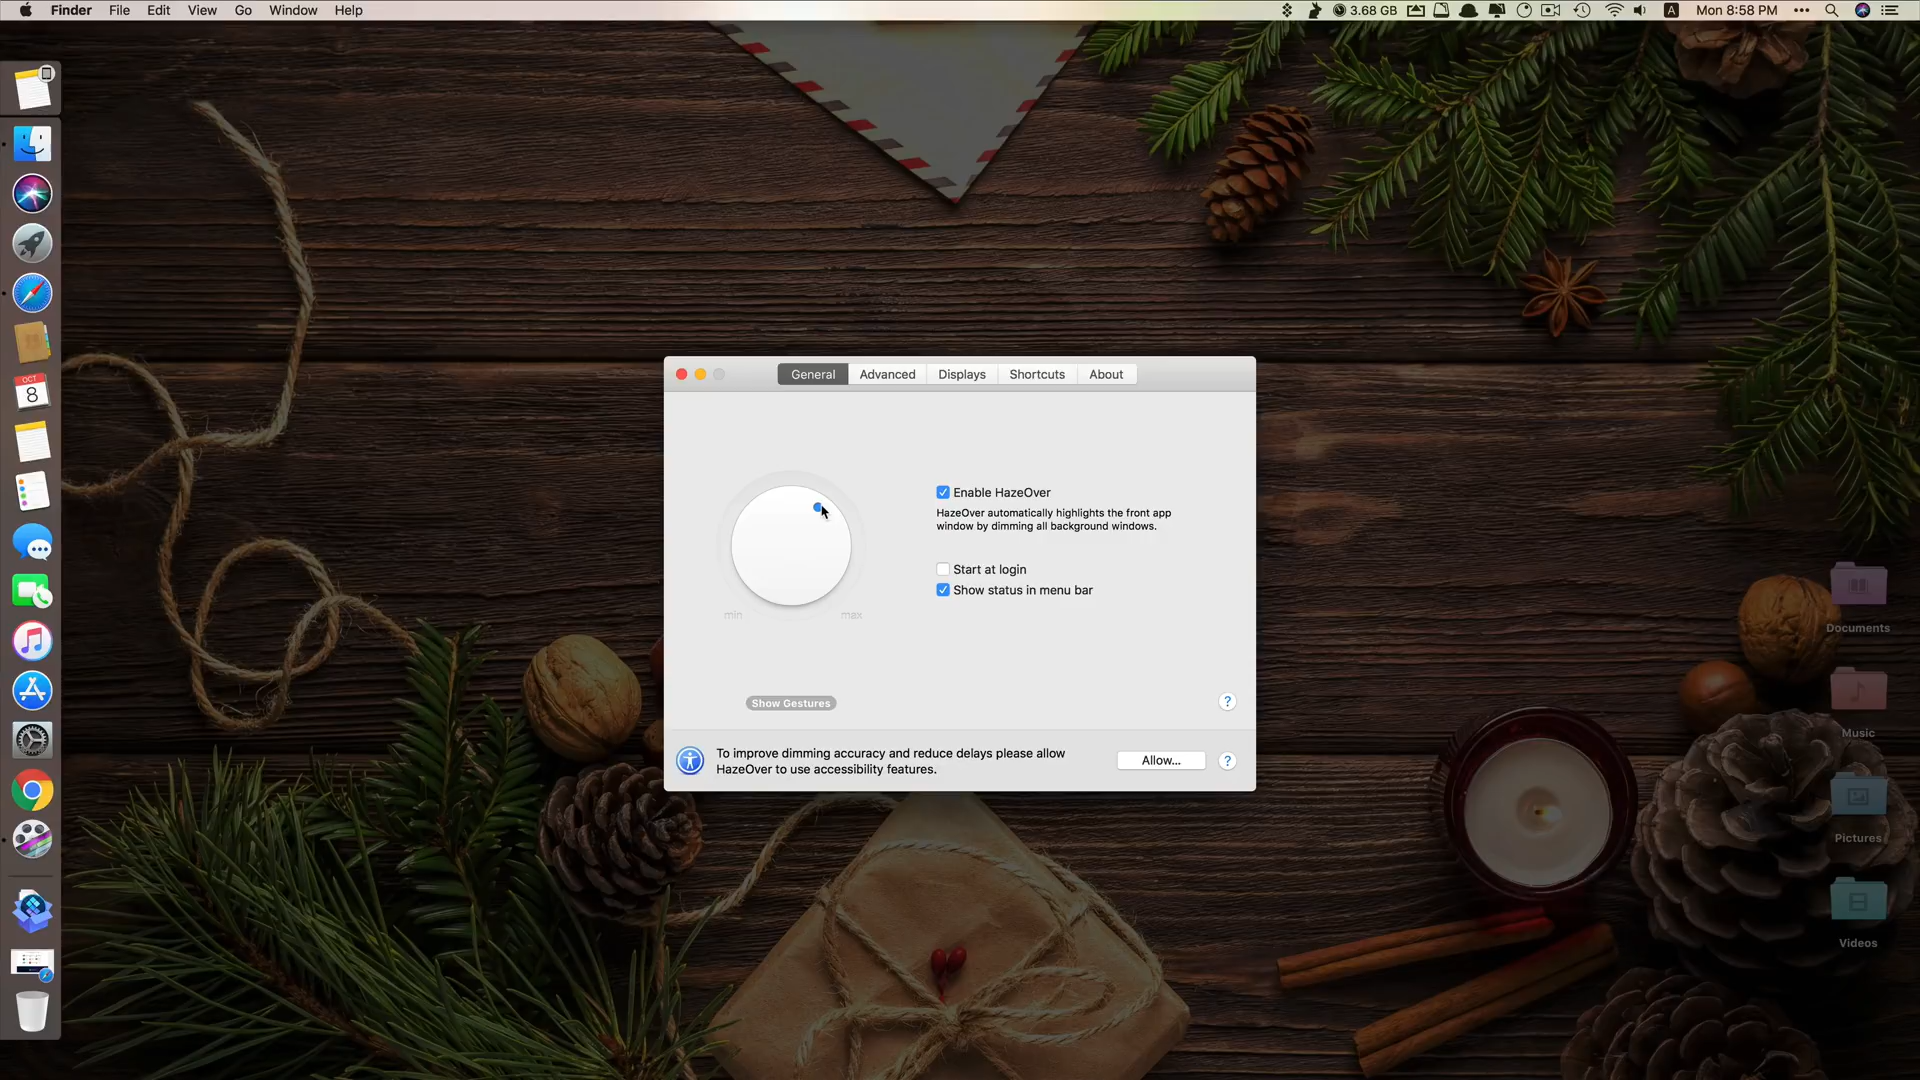 Finder File Edit View Go Window Help
3.68 GB
A
Mon 8:58 PM
OCT
8
General Advanced Displays Shortcuts About
Enable HazeOver
HazeOver automatically highlights the front app
window by dimming all background windows.
Start at login
Show status in menu bar
min max
Show Gestures
?
To improve dimming accuracy and reduce delays please allow
HazeOver to use accessibility features.
Allow...
?
Documents
Music
Pictures
Videos